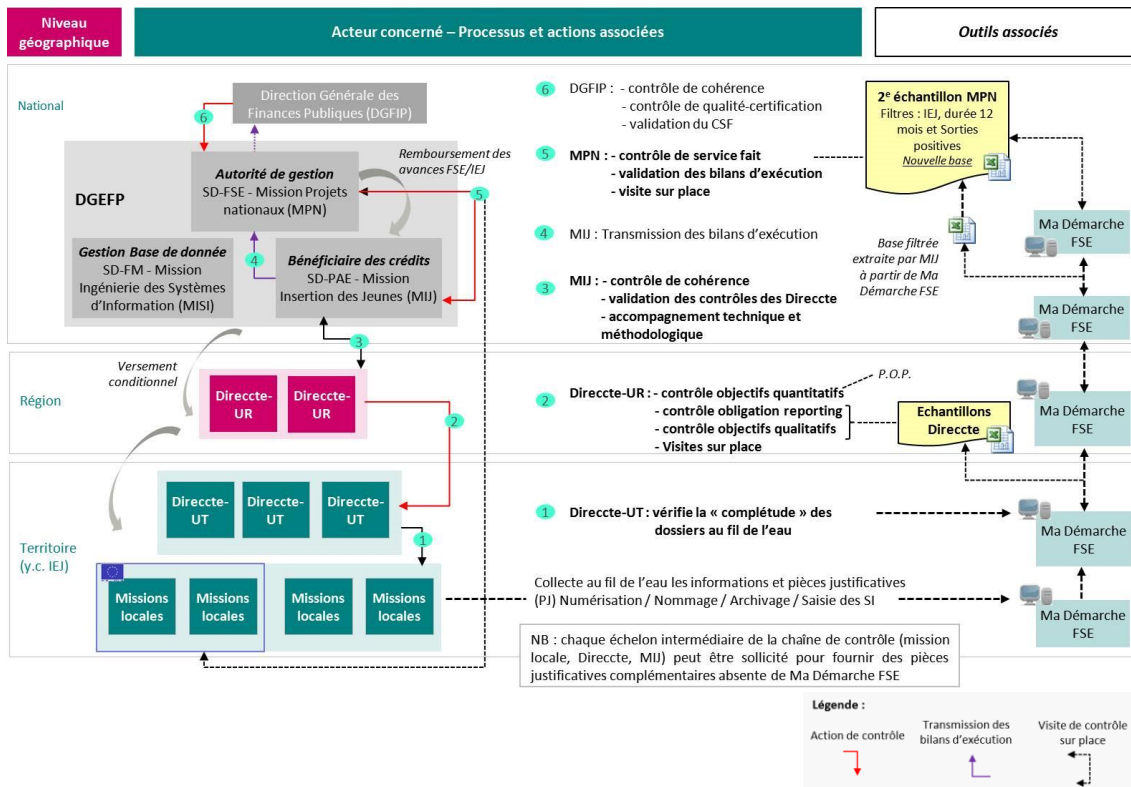 Niveau
géographique
Acteur concerné – Processus et actions associées
Outils associés
National
Direction Générale des
Finances Publiques (DGFIP)
6
DGEFP
Autorité de gestion
SD-FSE - Mission Projets
nationaux (MPN)
Remboursement des
avances FSE/IEJ
5
Gestion Base de donnée
SD-FM - Mission
Ingénierie des Systèmes
d'Information (MISI)
4
Bénéficiaire des crédits
SD-PAE - Mission
Insertion des Jeunes (MIJ)
3
6
DGFIP : - contrôle de cohérence
- contrôle de qualité-certification
- validation du CSF
5
MPN : - contrôle de service fait
- validation des bilans d'exécution
- visite sur place
4
MIJ : Transmission des bilans d'exécution
3
MIJ : - contrôle de cohérence
- validation des contrôles des Direccte
- accompagnement technique et
méthodologique
2e échantillon MPN
Filtres : IEJ, durée 12
mois et Sorties
positives
Nouvelle base
Base filtrée
extraite par MIJ
à partir de Ma
Démarche FSE
Ma Démarche
FSE
Ma Démarche
FSE
Versement
conditionnel
Région
Direccte-
UR
Direccte-
UR
2
2
Direccte-UR : - contrôle objectifs quantitatifs
- contrôle obligation reporting
- contrôle objectifs qualitatifs
- Visites sur place
P.O.P.
Echantillons
Direccte
Ma Démarche
FSE
Territoire
(y.c. IEJ)
Direccte-
UT
Direccte-
UT
Direccte-
UT
1
1
Direccte-UT : vérifie la « complétude » des
dossiers au fil de l'eau
Ma Démarche
FSE
Missions
locales
Missions
locales
Missions
locales
Missions
locales
Collecte au fil de l'eau les informations et pièces justificatives
(PJ) Numérisation / Nommage / Archivage / Saisie des SI
Ma Démarche
FSE
NB : chaque échelon intermédiaire de la chaîne de contrôle (mission
locale, Direccte, MIJ) peut être sollicité pour fournir des pièces
justificatives complémentaires absente de Ma Démarche FSE
Légende :
Action de contrôle
Transmission des
bilans d'exécution
Visite de contrôle
sur place